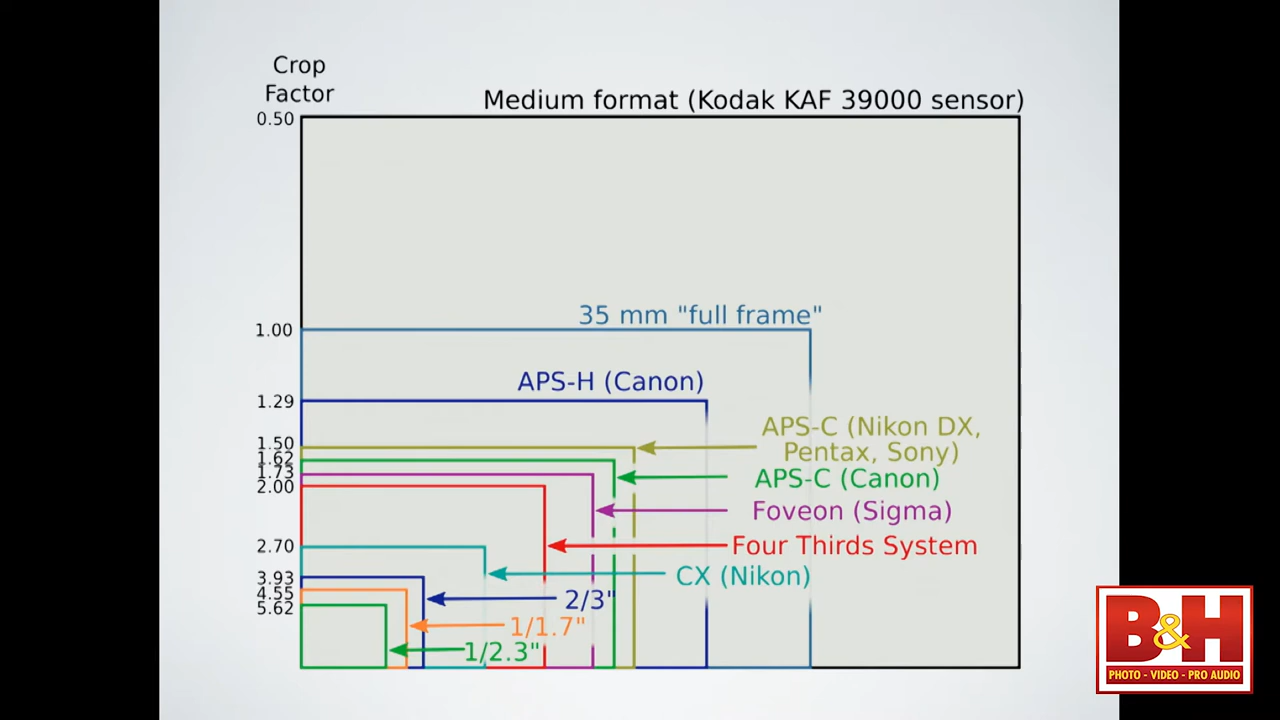 Crop
Factor
Medium format (Kodak KAF 39000 sensor)
0.50
35 mm "full frame"
1.00
APS-H (Canon)
1.29
APS-C (Nikon DX,
Pentax, Sony)
1.50
1.62
APS-C (Canon)
1.73
2.00
Foveon (Sigma)
Four Thirds System
2.70
CX (Nikon)
3.93
4.55
2/3"
5.62
1/1.7"
1/2.3"
B&H
PHOTO - VIDEO - PRO AUDIO